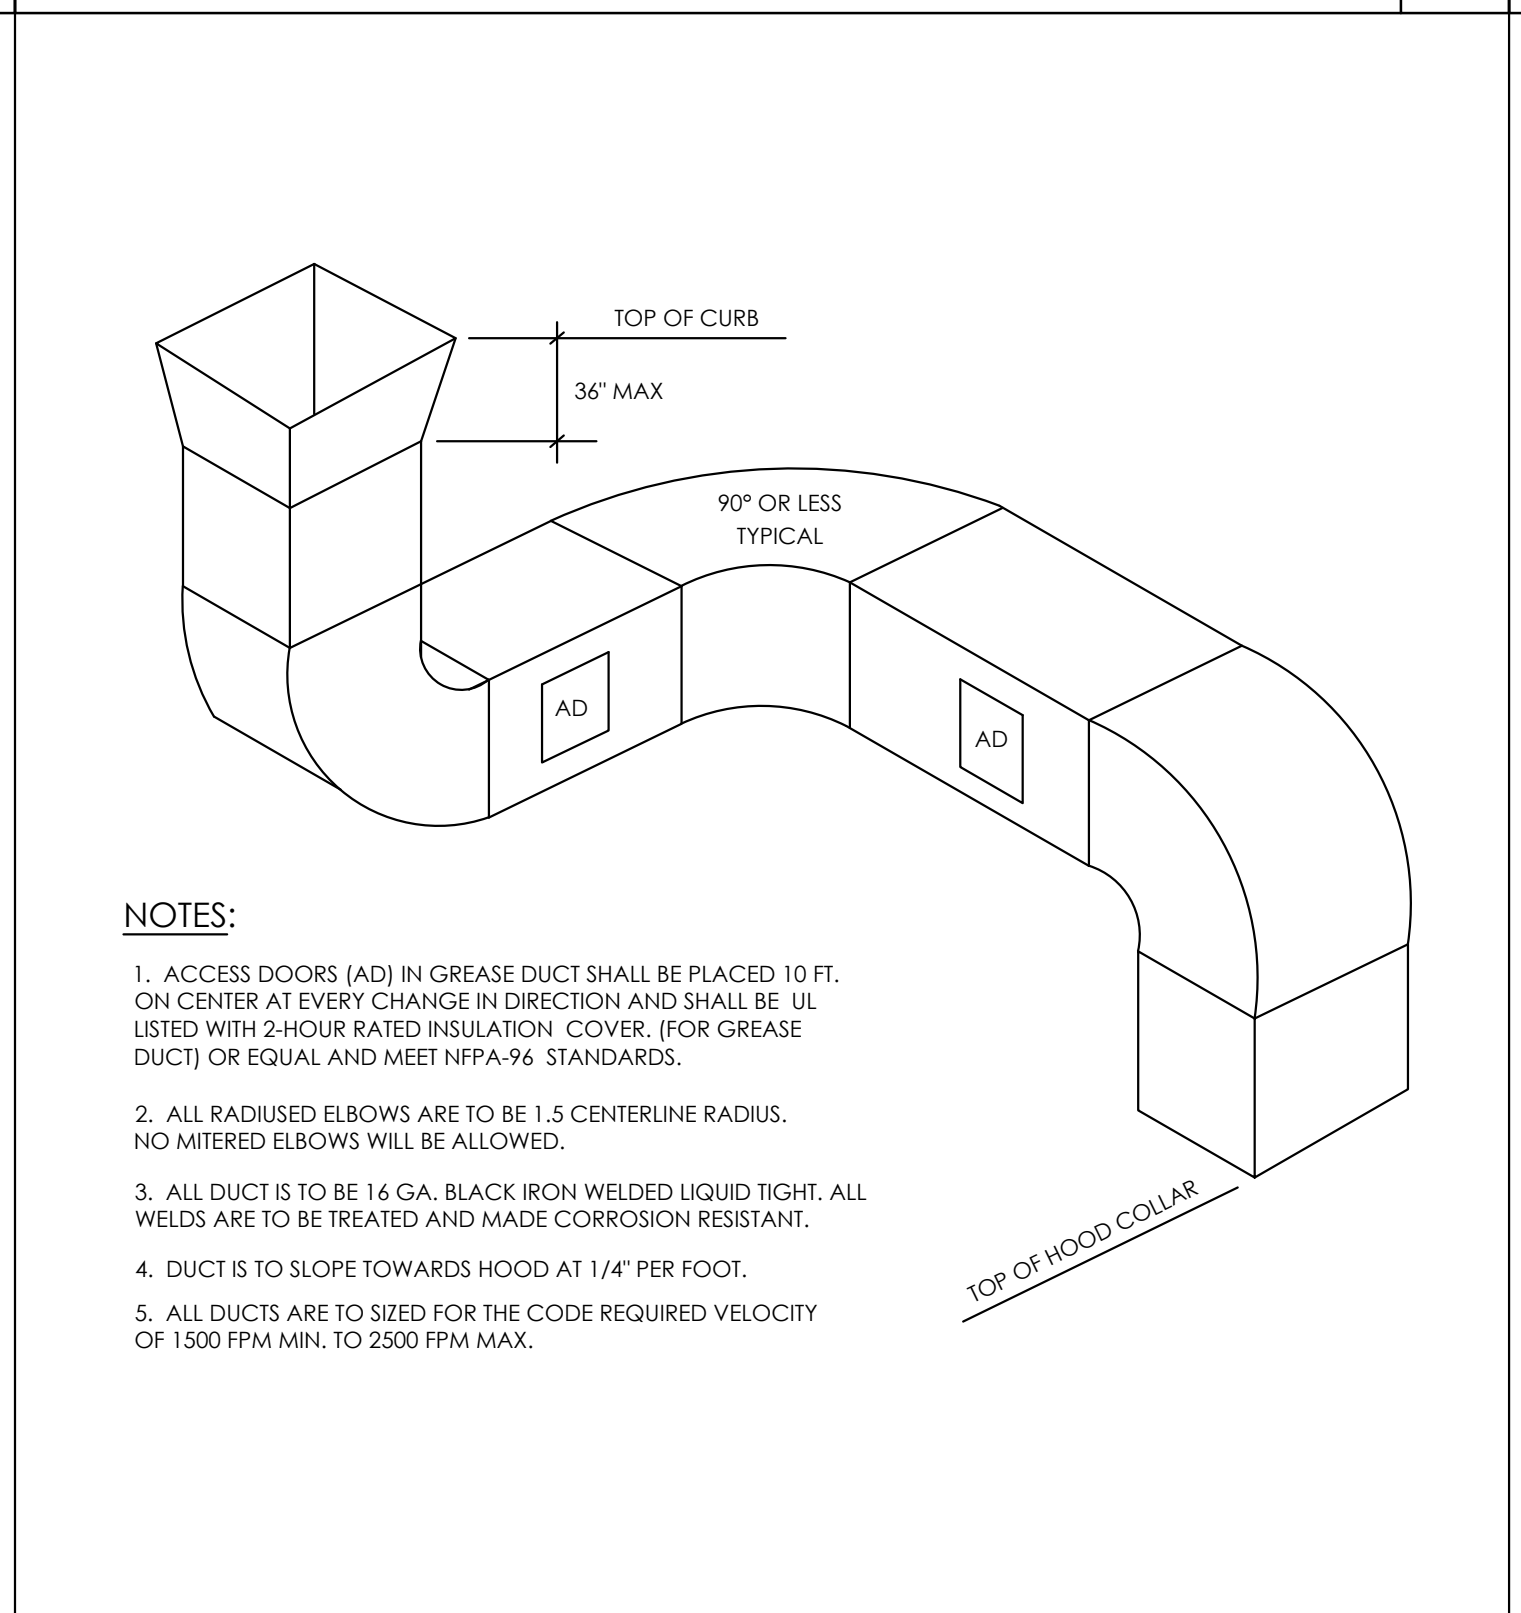 TOP OF CURB
36" MAX
90° OR LESS
TYPICAL
AD
AD
NOTES:
1. ACCESS DOORS (AD) IN GREASE DUCT SHALL BE PLACED 10 FT.
ON CENTER AT EVERY CHANGE IN DIRECTION AND SHALL BE UL
LISTED WITH 2-HOUR RATED INSULATION COVER. (FOR GREASE
DUCT) OR EQUAL AND MEET NFPA-96 STANDARDS.
2. ALL RADIUSED ELBOWS ARE TO BE 1.5 CENTERLINE RADIUS.
NO MITERED ELBOWS WILL BE ALLOWED.
3. ALL DUCT IS TO BE 16 GA. BLACK IRON WELDED LIQUID TIGHT. ALL
WELDS ARE TO BE TREATED AND MADE CORROSION RESISTANT.
4. DUCT IS TO SLOPE TOWARDS HOOD AT 1/4" PER FOOT.
5. ALL DUCTS ARE TO SIZED FOR THE CODE REQUIRED VELOCITY
OF 1500 FPM MIN. TO 2500 FPM MAX.
TOP OF HOOD COLLAR